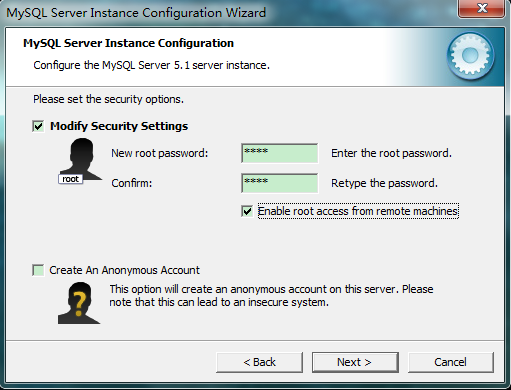 MySQL Server Instance Configuration Wizard
MySQL Server Instance Configuration
Configure the MySQL Server 5.1 server instance.
Please set the security options.
Modify Security Settings
root
New root password: **** Enter the root password.
Confirm: **** Retype the password.
Enable root access from remote machines
Create An Anonymous Account
This option will create an anonymous account on this server. Please
note that this can lead to an insecure system.
< Back Next > Cancel